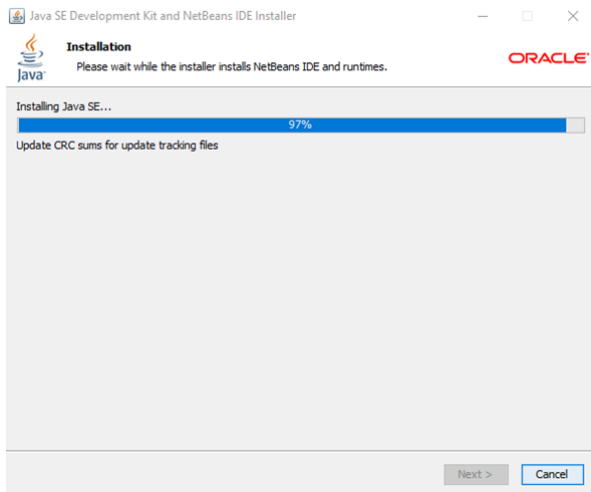 Java SE Development Kit and NetBeans IDE Installer
Installation
Please wait while the installer installs NetBeans IDE and runtimes.
Java
ORACLE
Installing Java SE...
97%
Update CRC sums for update tracking files
Next >
Cancel